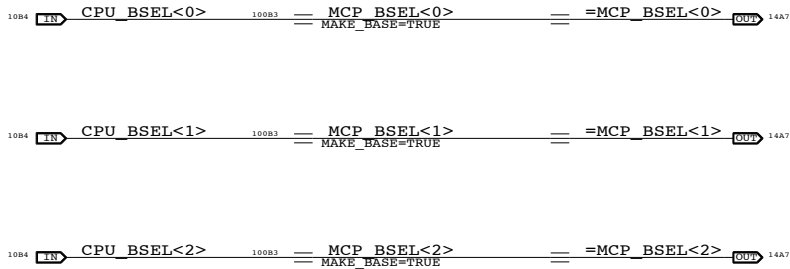 10B4 IN CPU_BSEL<0> 100B3 MCP_BSEL<0> =MCP_BSEL<0> OUT 14A7
MAKE_BASE=TRUE
10B4 IN CPU_BSEL<1> 100B3 MCP_BSEL<1> =MCP_BSEL<1> OUT 14A7
MAKE_BASE=TRUE
10B4 IN CPU_BSEL<2> 100B3 MCP_BSEL<2> =MCP_BSEL<2> OUT 14A7
MAKE_BASE=TRUE